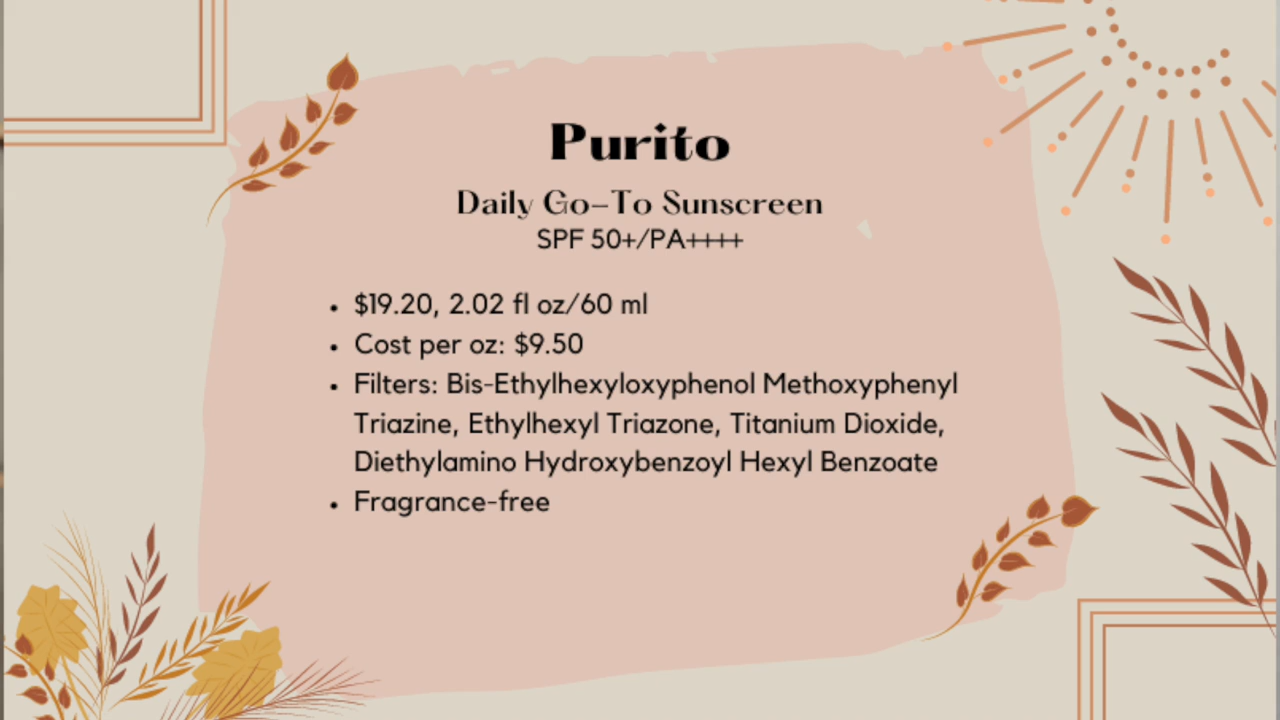 Purito
Daily Go-To Sunscreen
SPF 50+/PA++++
• $19.20, 2.02 fl oz/60 ml
• Cost per oz: $9.50
• Filters: Bis-Ethylhexyloxyphenol Methoxyphenyl
Triazine, Ethylhexyl Triazone, Titanium Dioxide,
Diethylamino Hydroxybenzoyl Hexyl Benzoate
• Fragrance-free